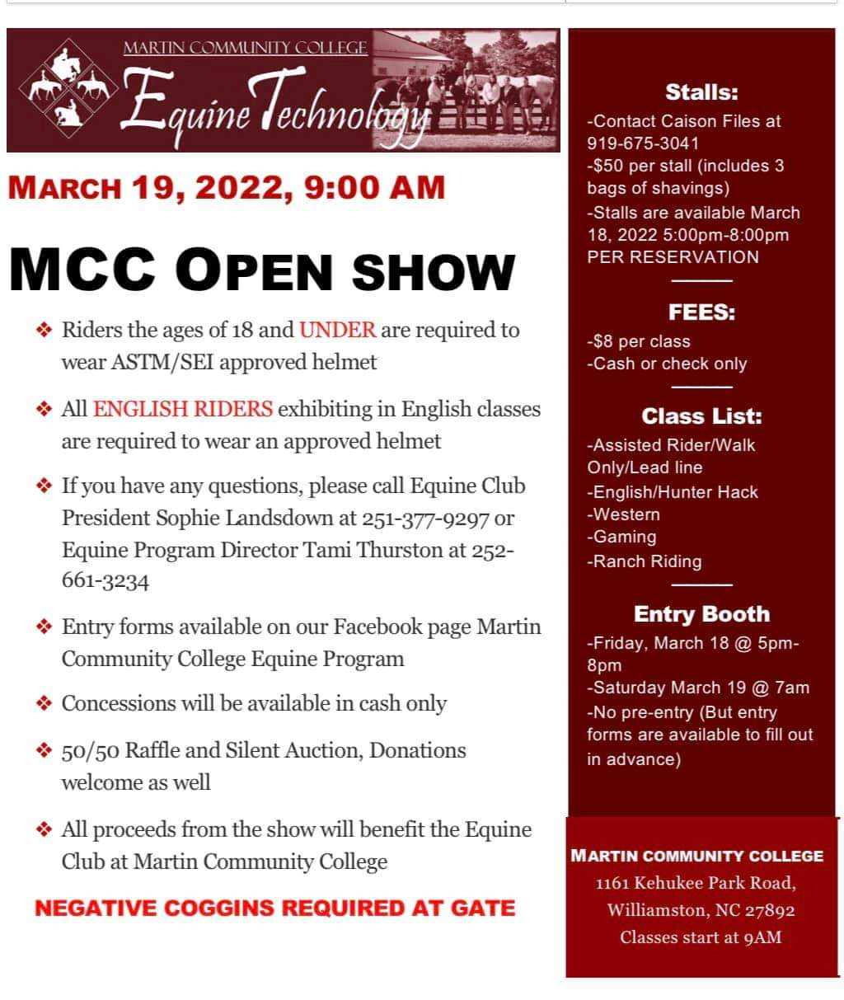 MARTIN COMMUNITY COLLEGE
Equine Technology
MARCH 19, 2022, 9:00 AM
MCC OPEN SHOW
❖ Riders the ages of 18 and UNDER are required to
wear ASTM/SEI approved helmet
❖ All ENGLISH RIDERS exhibiting in English classes
are required to wear an approved helmet
❖ If you have any questions, please call Equine Club
President Sophie Landsdown at 251-377-9297 or
Equine Program Director Tami Thurston at 252-
661-3234
❖ Entry forms available on our Facebook page Martin
Community College Equine Program
❖ Concessions will be available in cash only
❖ 50/50 Raffle and Silent Auction, Donations
welcome as well
❖ All proceeds from the show will benefit the Equine
Club at Martin Community College
NEGATIVE COGGINS REQUIRED AT GATE
Stalls:
-Contact Caison Files at
919-675-3041
-$50 per stall (includes 3
bags of shavings)
-Stalls are available March
18, 2022 5:00pm-8:00pm
PER RESERVATION
FEES:
-$8 per class
-Cash or check only
Class List:
-Assisted Rider/Walk
Only/Lead line
-English/Hunter Hack
-Western
-Gaming
-Ranch Riding
Entry Booth
-Friday, March 18 @ 5pm-
8pm
-Saturday March 19 @ 7am
-No pre-entry (But entry
forms are available to fill out
in advance)
MARTIN COMMUNITY COLLEGE
1161 Kehukee Park Road,
Williamston, NC 27892
Classes start at 9AM